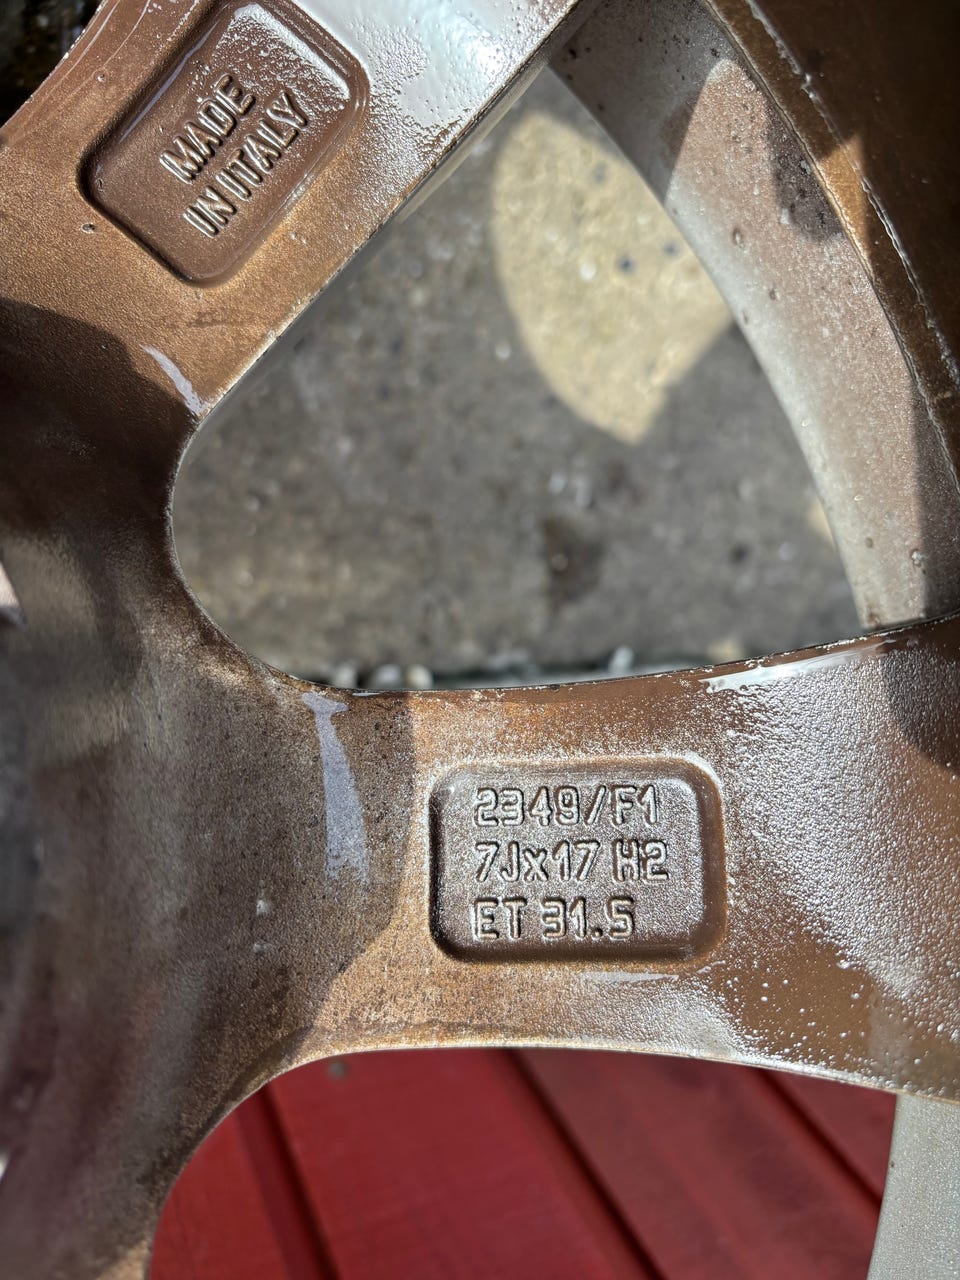 MADE
IN ITALY
2349/F1
7Jx17 H2
ET 31.5